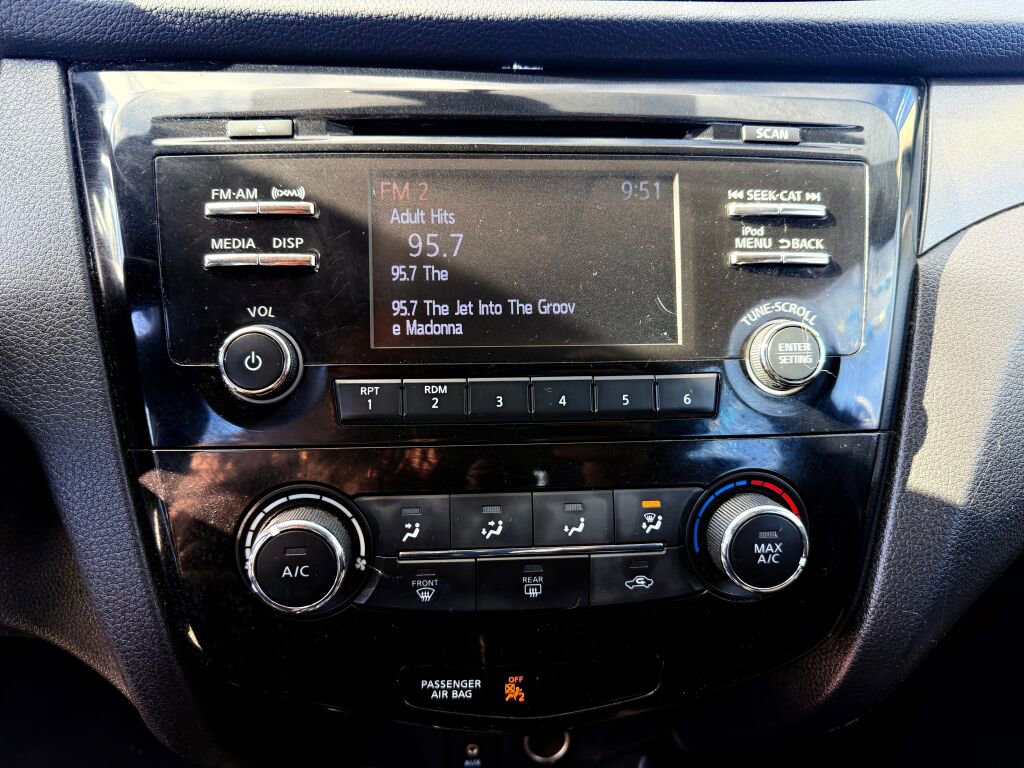 SCAN
FM·AM
MEDIA DISP
VOL
FM 2 9:51
Adult Hits
95.7
95.7 The
95.7 The Jet Into The Groov
e Madonna
SEEK·CAT
iPod
MENU BACK
TUNE·SCROLL
ENTER
SETTING
RPT
1
RDM
2
3
4
5
6
A/C
MAX
A/C
FRONT
REAR
PASSENGER
AIR BAG
OFF
2
AUX